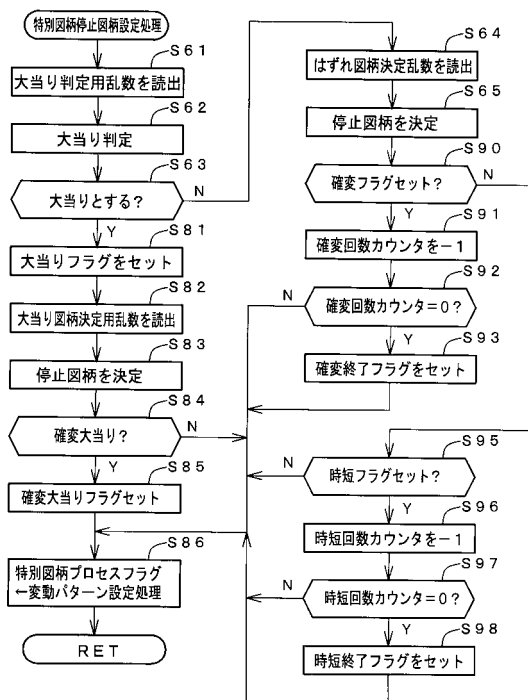 特別図柄停止図柄設定処理
S61
大当り判定用乱数を読出
S62
大当り判定
S63
大当りとする?
N
Y
S81
大当りフラグをセット
S82
大当り図柄決定用乱数を読出
S83
停止図柄を決定
S84
確変大当り?
N
Y
S85
確変大当りフラグセット
S86
特別図柄プロセスフラグ
←変動パターン設定処理
RET
S64
はずれ図柄決定乱数を読出
S65
停止図柄を決定
S90
確変フラグセット?
N
Y
S91
確変回数カウンタを-1
S92
N
確変回数カウンタ=0?
Y
S93
確変終了フラグをセット
S95
N
時短フラグセット?
Y
S96
時短回数カウンタを-1
S97
N
時短回数カウンタ=0?
Y
S98
時短終了フラグをセット